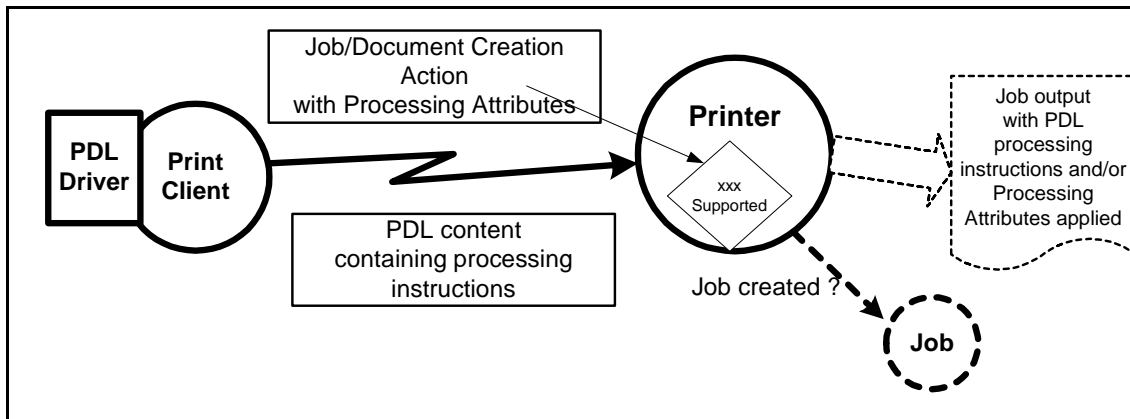 PDL
Driver
Print
Client
Job/Document Creation
Action
with Processing Attributes
PDL content
containing processing
instructions
Printer
xxx
Supported
Job created ?
Job
Job output
with PDL
processing
instructions and/or
Processing
Attributes applied